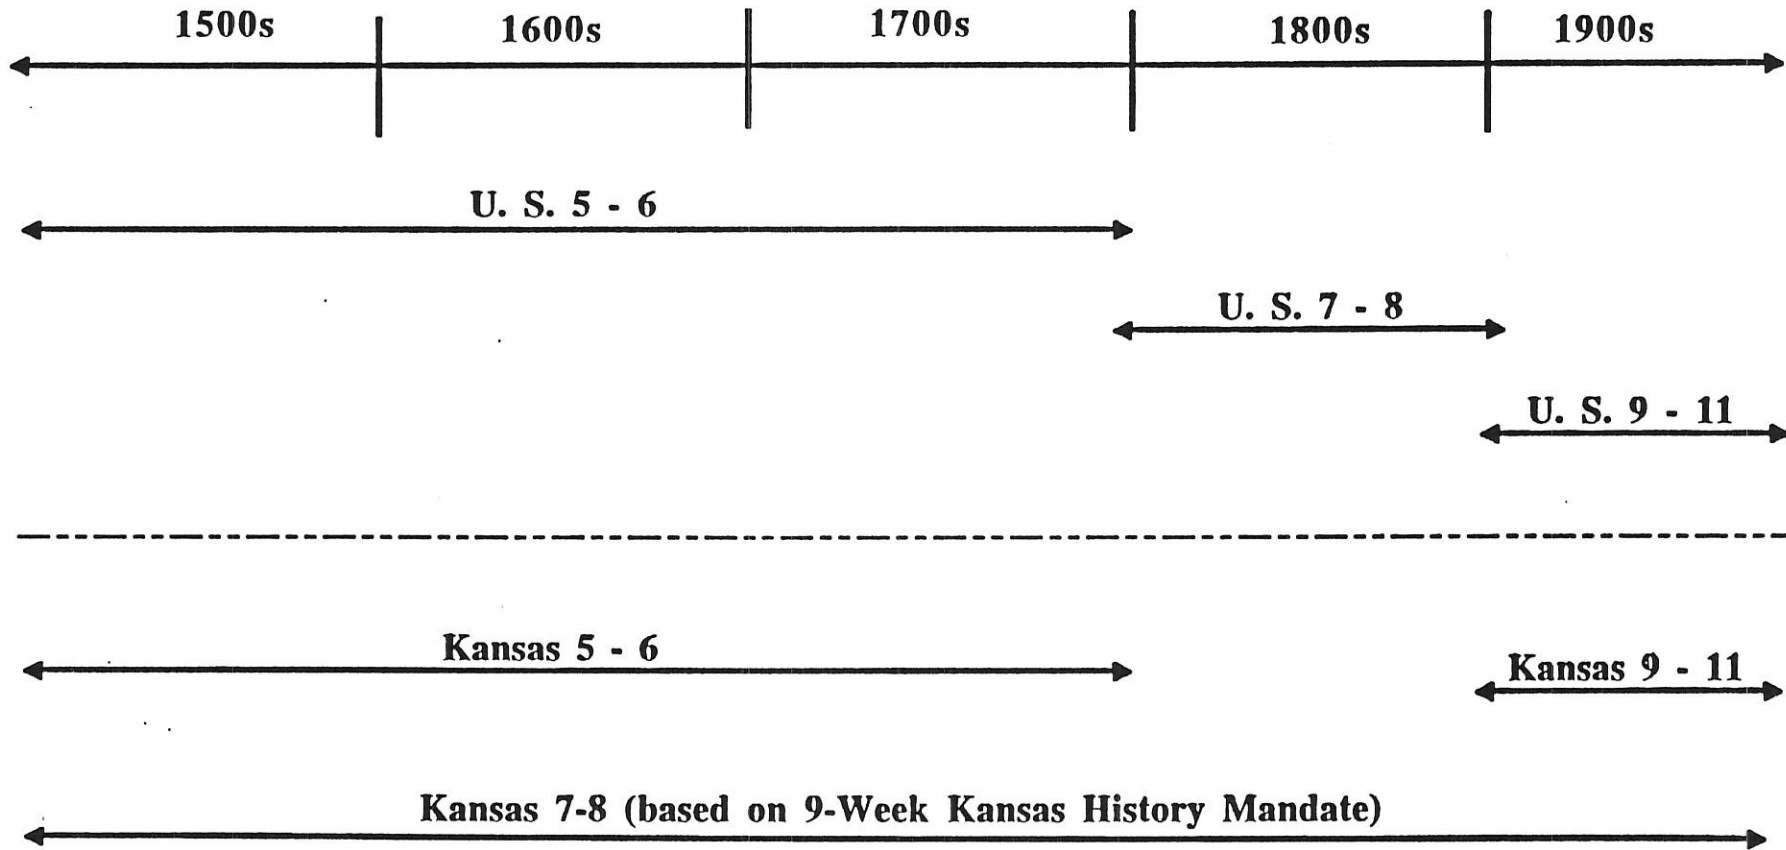 1500s 1600s 1700s 1800s 1900s
U. S. 5 - 6
U. S. 7 - 8
U. S. 9 - 11
Kansas 5 - 6
Kansas 9 - 11
Kansas 7-8 (based on 9-Week Kansas History Mandate)